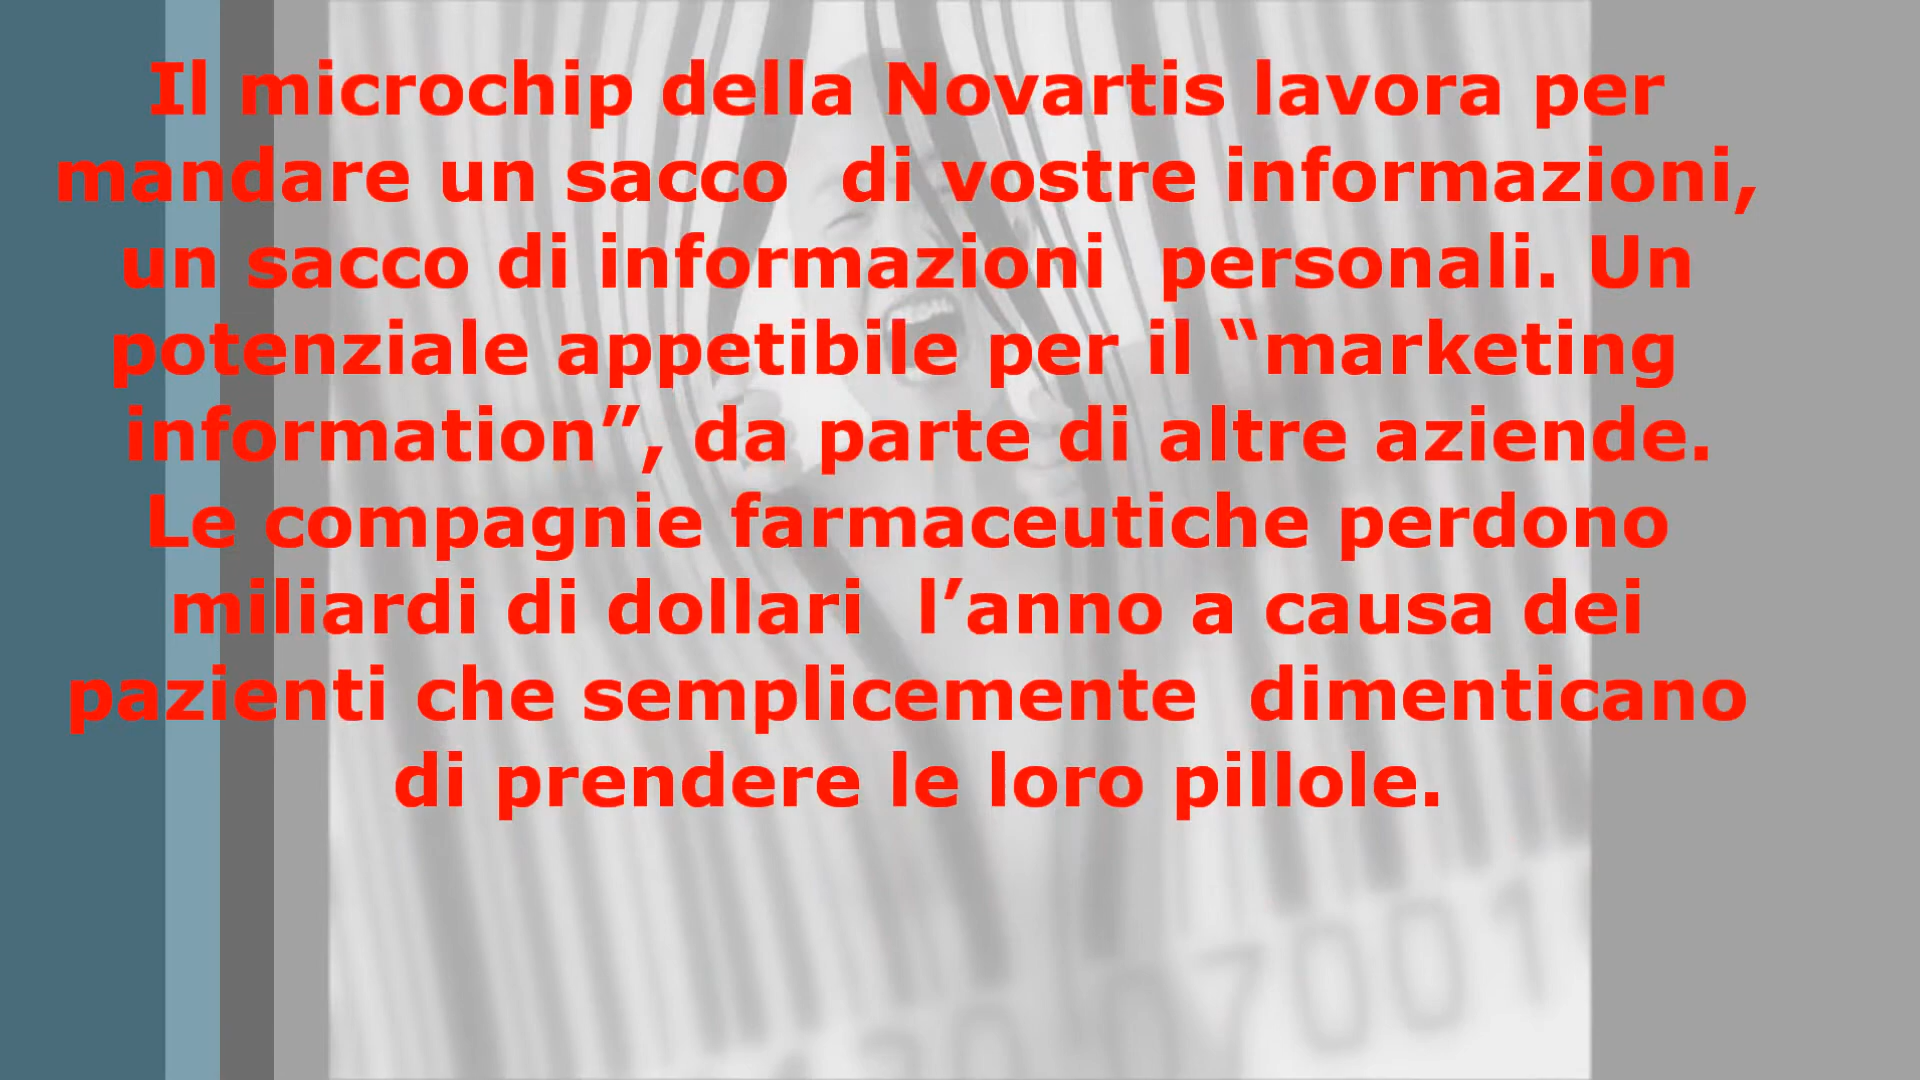 Il microchip della Novartis lavora per
mandare un sacco di vostre informazioni,
un sacco di informazioni personali. Un
potenziale appetibile per il “marketing
information”, da parte di altre aziende.
Le compagnie farmaceutiche perdono
miliardi di dollari l’anno a causa dei
pazienti che semplicemente dimenticano
di prendere le loro pillole.